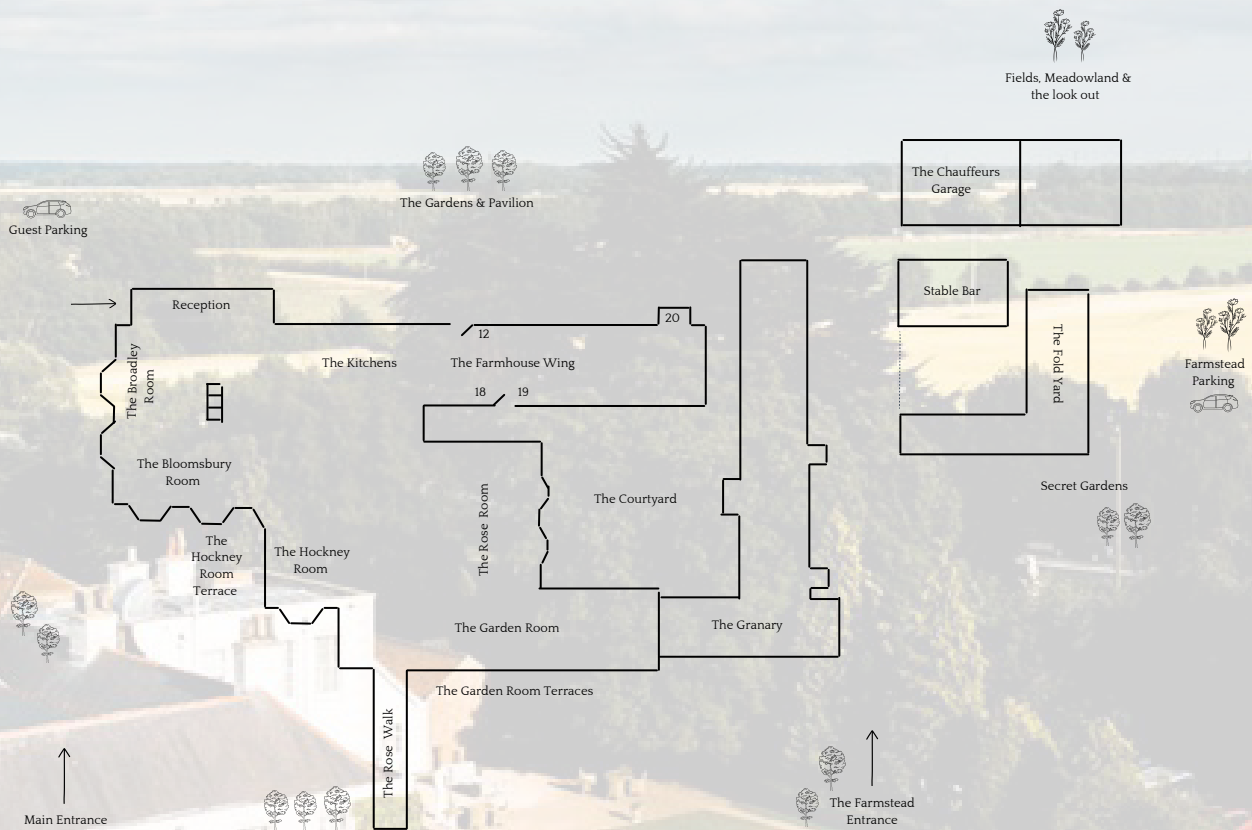 Fields, Meadowland &
the look out
The Chauffeurs
Garage
The Gardens & Pavilion
Guest Parking
Reception
Stable Bar
20
12
The Kitchens
The Farmhouse Wing
The Broadley
Room
The Fold Yard
Farmstead
Parking
18
19
The Bloomsbury
Room
The Rose Room
The Courtyard
Secret Gardens
The
Hockney
Room
Terrace
The Hockney
Room
The Garden Room
The Granary
The Garden Room Terraces
The Rose Walk
Main Entrance
The Farmstead
Entrance